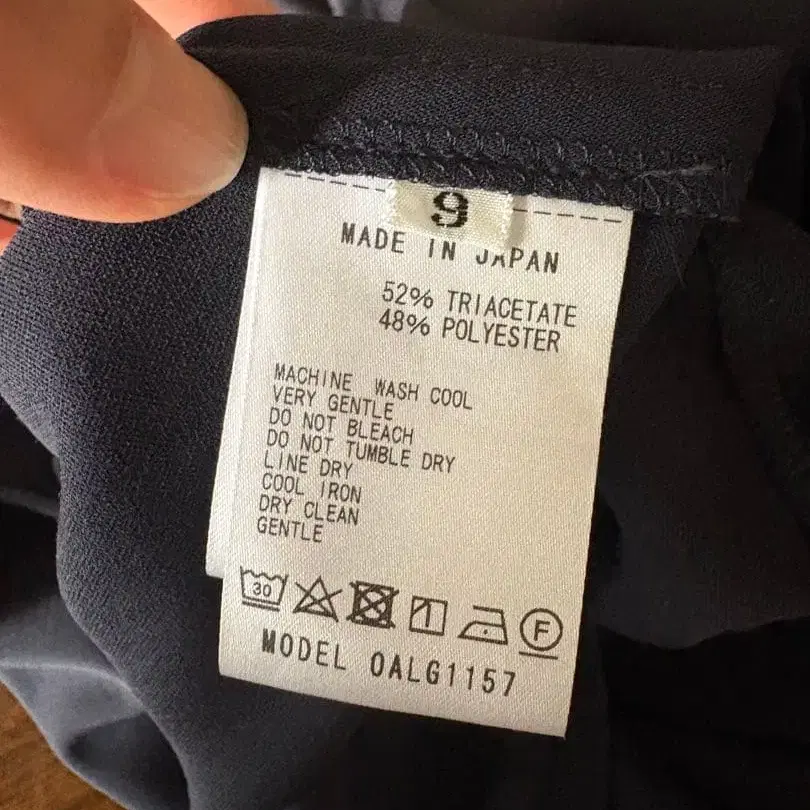 9
MADE IN JAPAN
52% TRIACETATE
48% POLYESTER
MACHINE WASH COOL
VERY GENTLE
DO NOT BLEACH
DO NOT TUMBLE DRY
LINE DRY
COOL IRON
DRY CLEAN
GENTLE
30 F
MODEL 0ALG1157